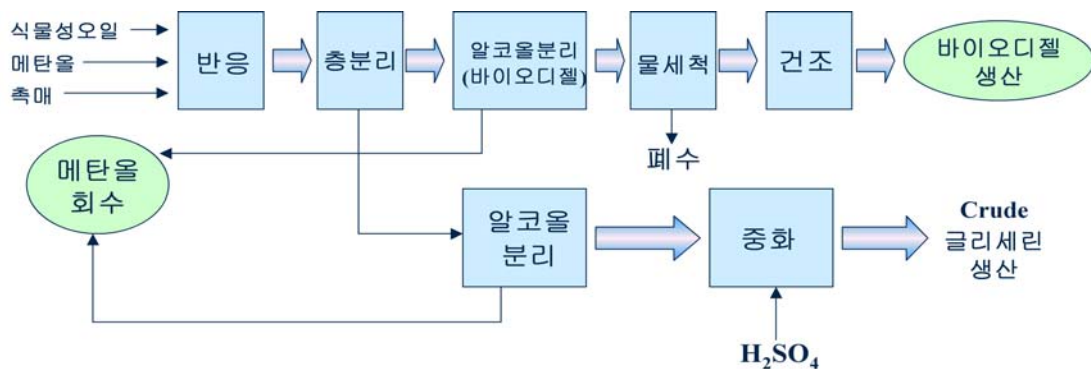 식물성오일
메탄올
촉매
반응
층분리
알코올분리
(바이오디젤)
물세척
건조
바이오디젤
생산
폐수
메탄올
회수
알코올
분리
중화
Crude
글리세린
생산
H₂SO₄